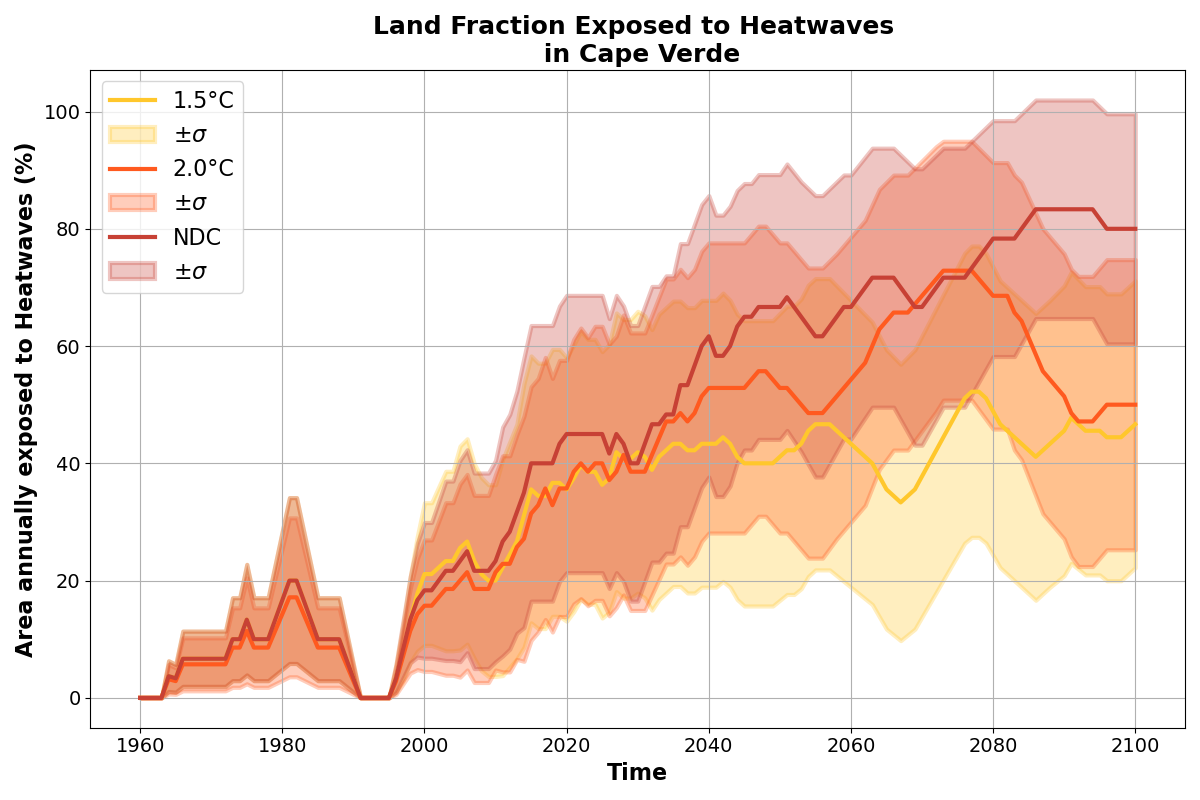 Land Fraction Exposed to Heatwaves
in Cape Verde
Area annually exposed to Heatwaves (%)
100
80
60
40
20
0
1.5°C
±σ
2.0°C
±σ
NDC
±σ
1960 1980 2000 2020 2040 2060 2080 2100
Time